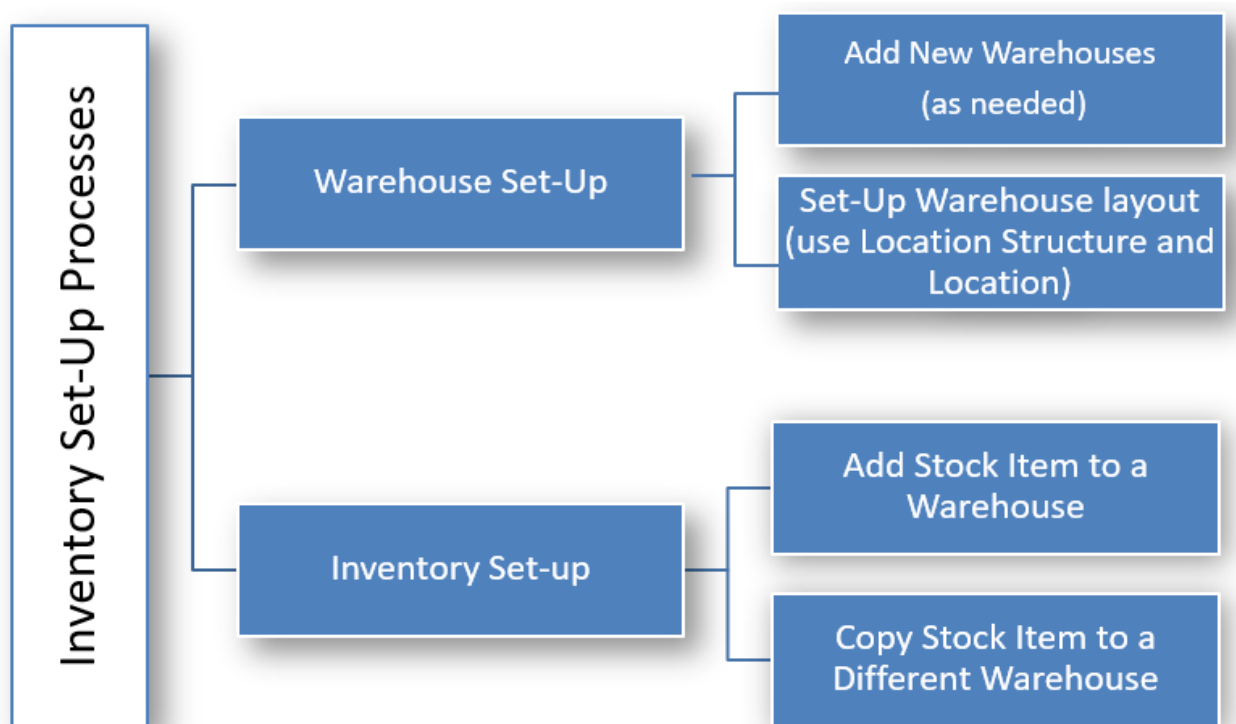 Inventory Set-Up Processes
Warehouse Set-Up
Add New Warehouses
(as needed)
Set-Up Warehouse layout
(use Location Structure and
Location)
Inventory Set-up
Add Stock Item to a
Warehouse
Copy Stock Item to a
Different Warehouse